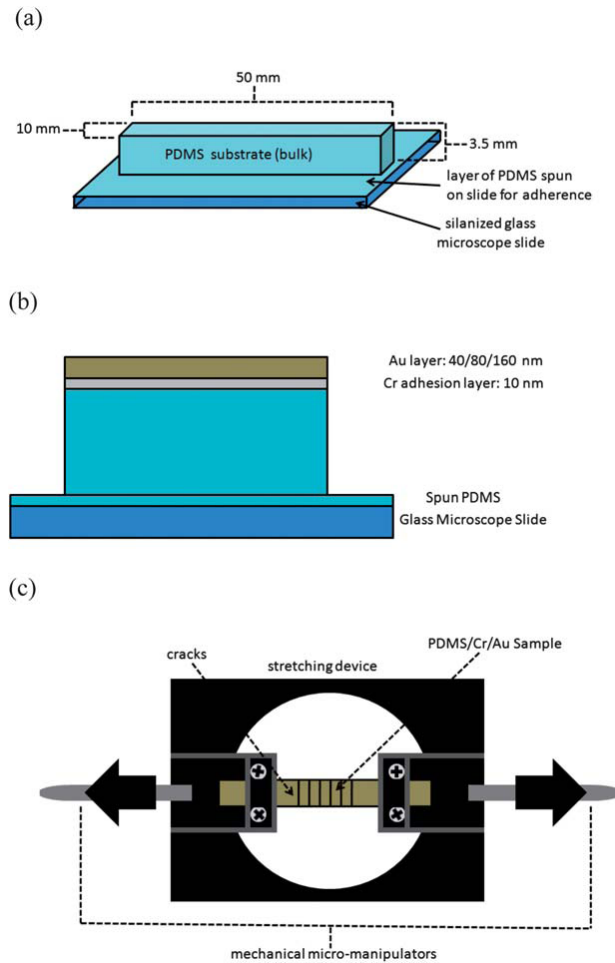 (a)
50 mm
10 mm
PDMS substrate (bulk)
3.5 mm
layer of PDMS spun
on slide for adherence
silanized glass
microscope slide
(b)
Au layer: 40/80/160 nm
Cr adhesion layer: 10 nm
Spun PDMS
Glass Microscope Slide
(c)
PDMS/Cr/Au Sample
cracks
stretching device
mechanical micro-manipulators